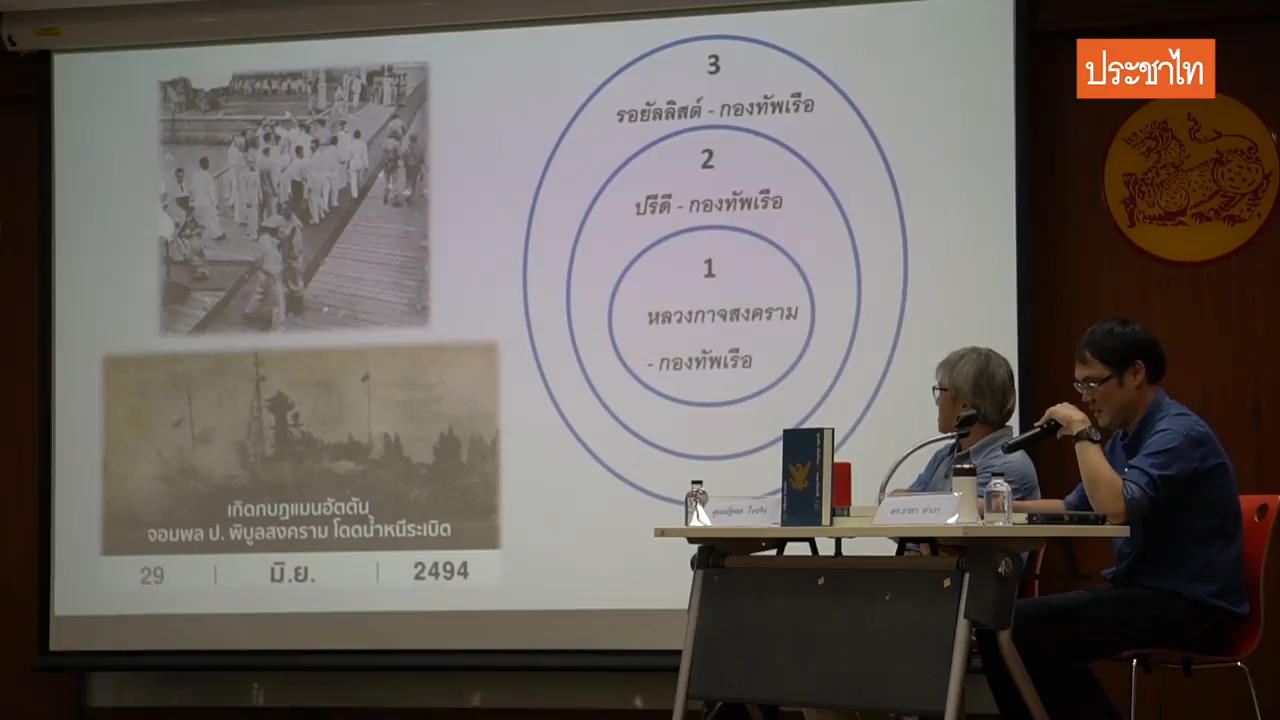 ประชาไท
3
รอยัลลิสต์ - กองทัพเรือ
2
ปรีดี - กองทัพเรือ
1
หลวงกาจสงคราม
- กองทัพเรือ
เกิดกบฏแมนฮัตตัน
จอมพล ป. พิบูลสงคราม โดดน้ำหนีระเบิด
29 | มิ.ย. | 2494